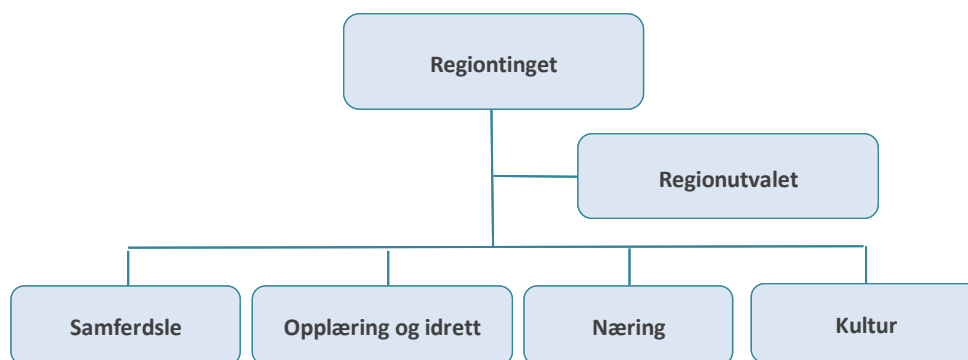 Regiontinget
Regionutvalet
Samferdsle
Opplæring og idrett
Næring
Kultur